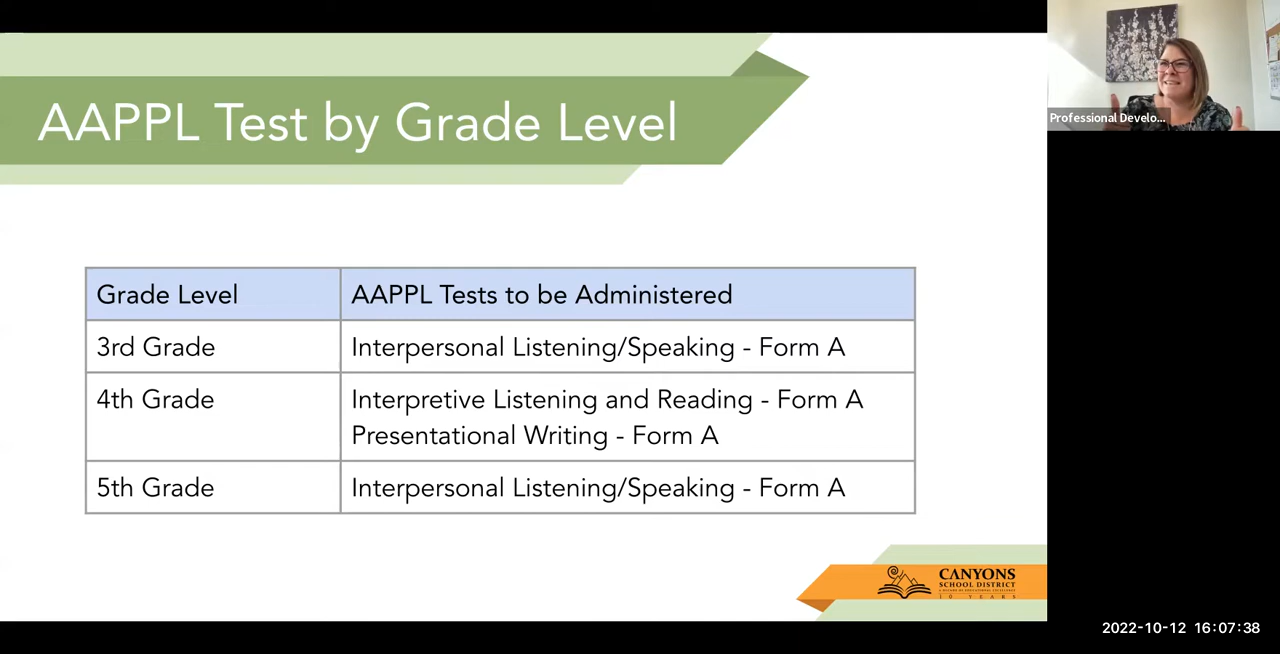 AAPPL Test by Grade Level
Professional Develo...
Grade Level
AAPPL Tests to be Administered
3rd Grade
Interpersonal Listening/Speaking - Form A
4th Grade
Interpretive Listening and Reading - Form A
Presentational Writing - Form A
5th Grade
Interpersonal Listening/Speaking - Form A
CANYONS
SCHOOL DISTRICT
10 YEARS
2022-10-12 16:07:38